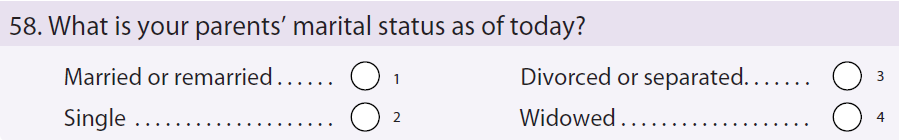 58. What is your parents’ marital status as of today?
Married or remarried...... 1 Divorced or separated....... 3
Single .................... 2 Widowed................... 4